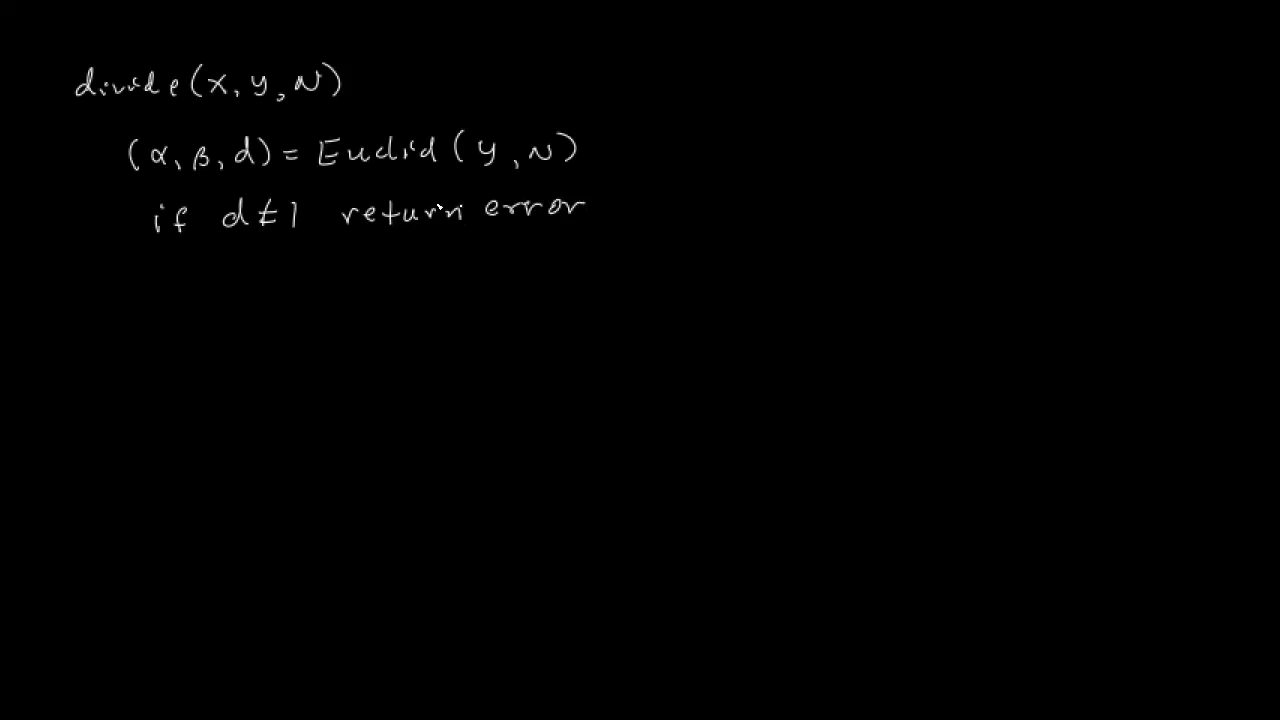 divide(x, y, N)
(α, β, d) = Euclid(y, N)
if d ≠ 1 return error